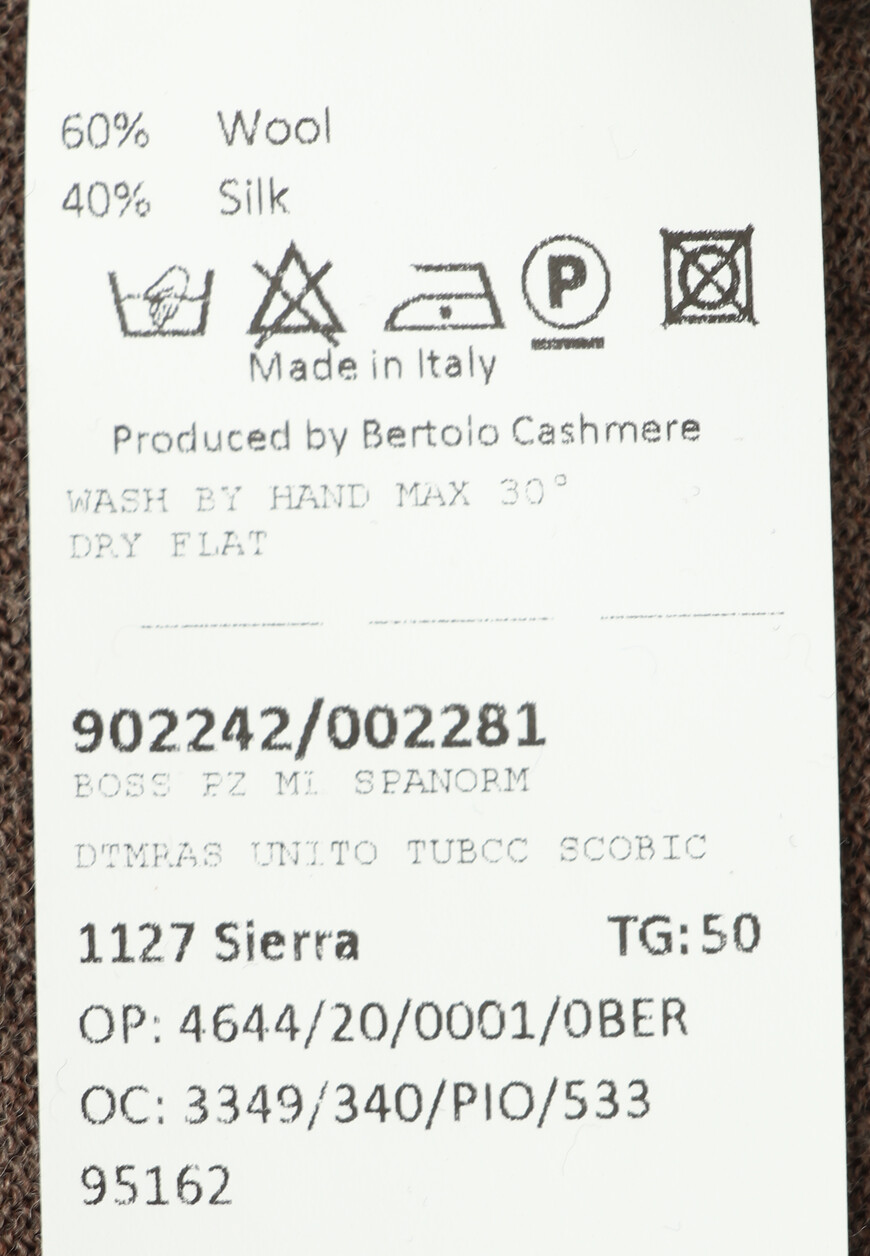 60% Wool
40% Silk
P
Made in Italy
Produced by Bertolo Cashmere
WASH BY HAND MAX 30°
DRY FLAT
902242/002281
BOSS PZ ML SPANORM
DTMRAS UNITO TUBCC SCOBIC
1127 Sierra TG:50
OP: 4644/20/0001/0BER
OC: 3349/340/PIO/533
95162